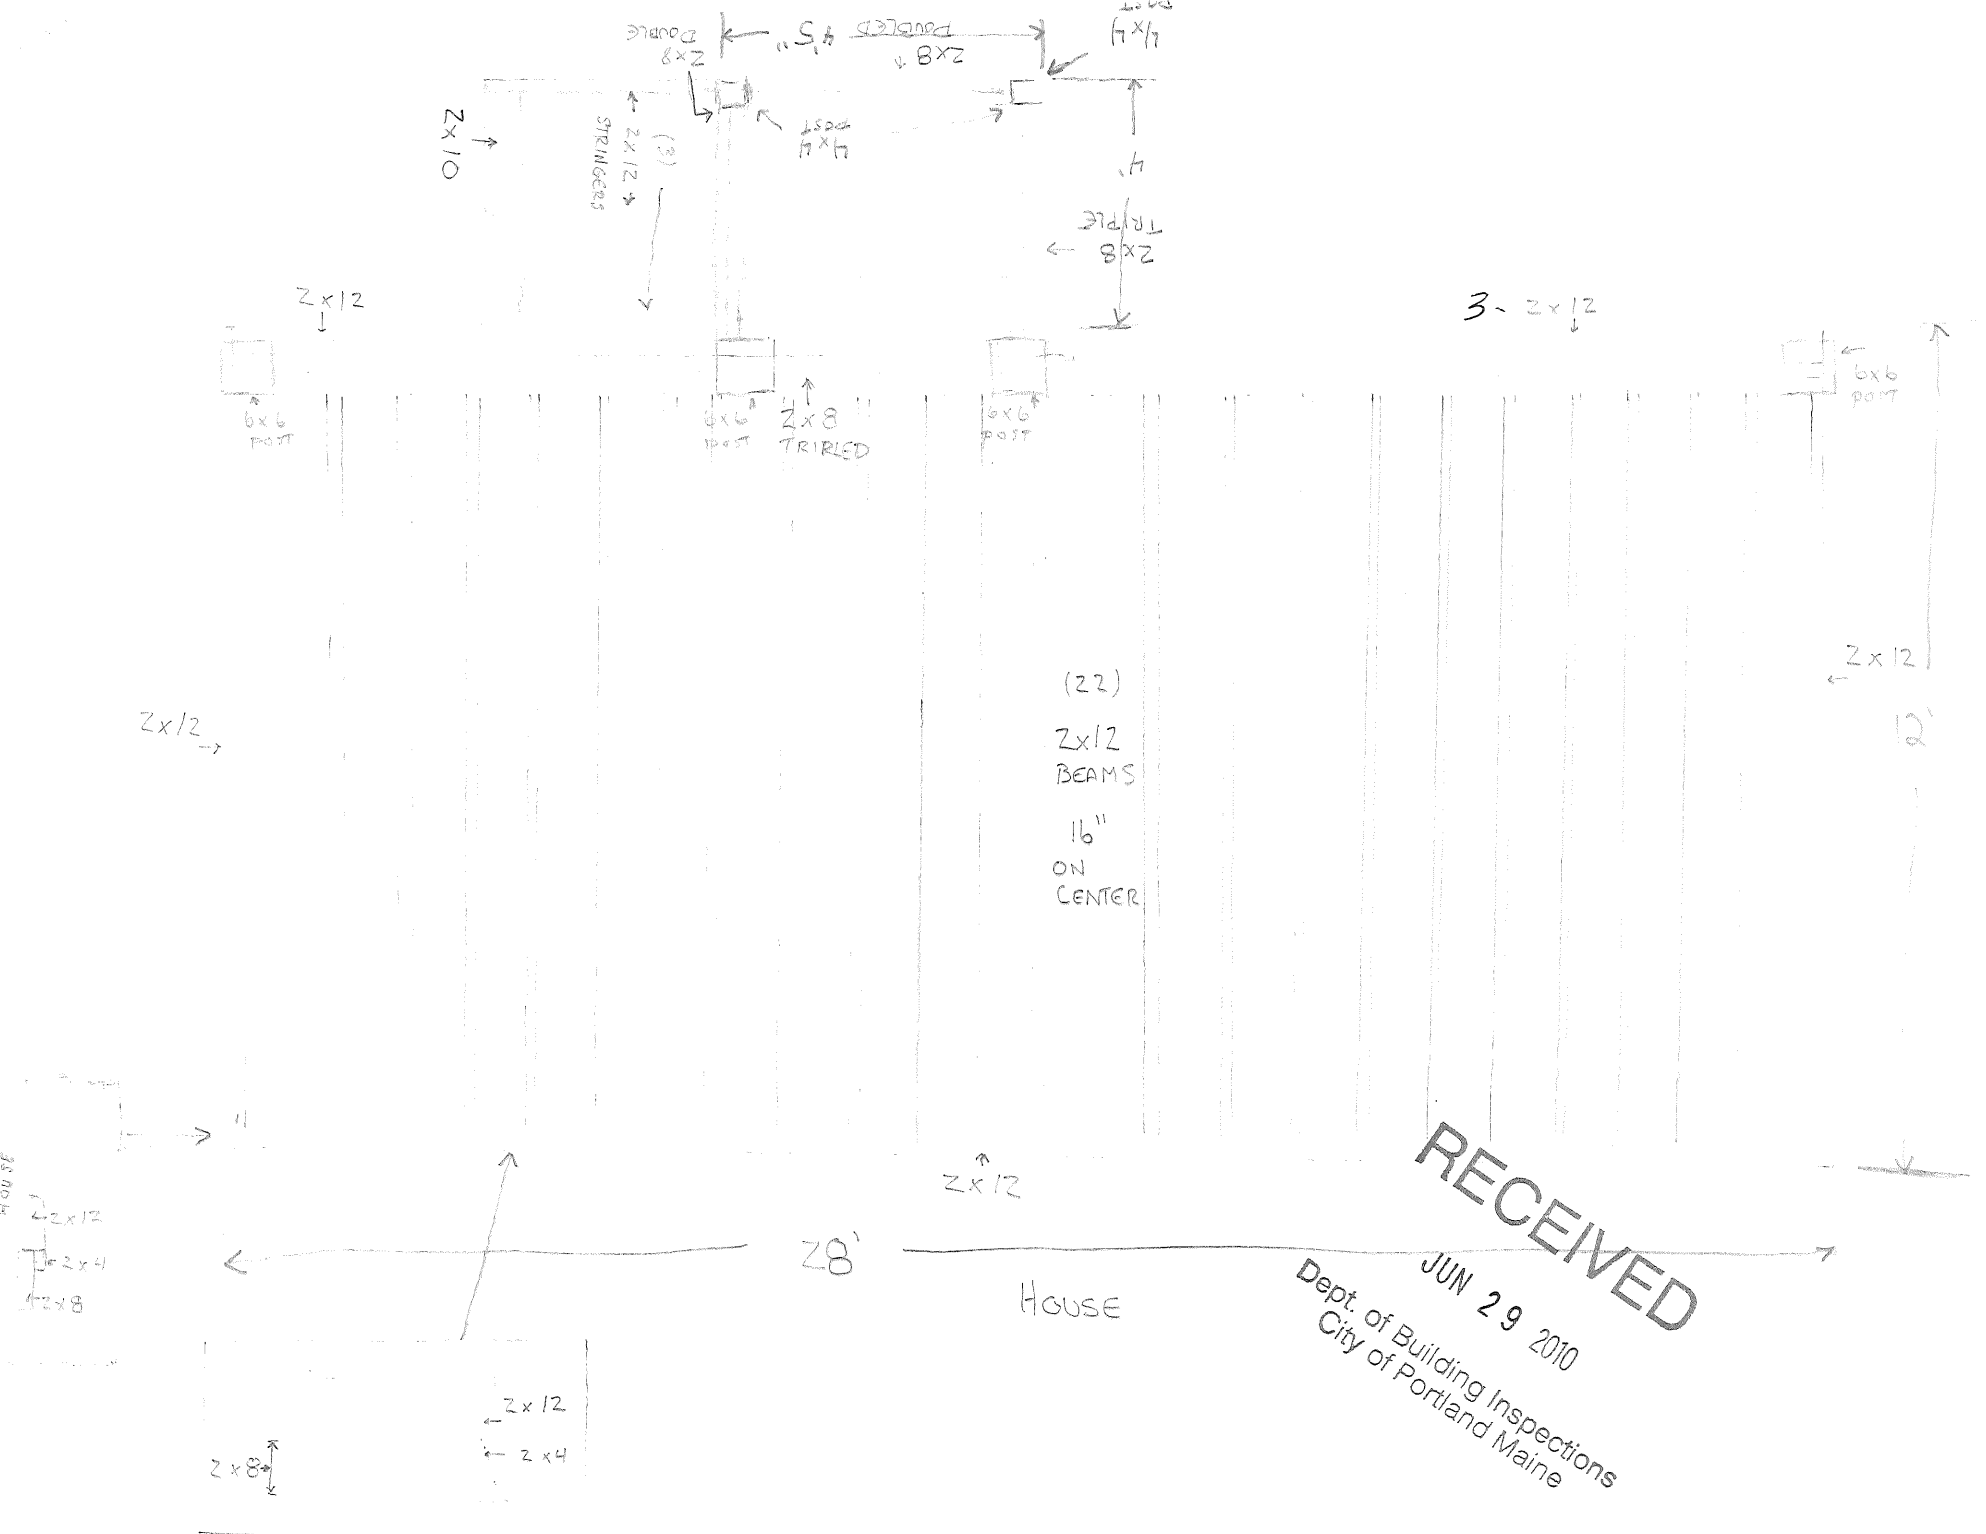 4x4
POST
DOUBLED
2x8
4'5"
2x8
DOUBLE
4x4
POST
2x10
(3)
2x12
STRINGERS
4'
TRIPLE
2x8
2x12
3- 2x12
6x6
POST
6x6
POST
2x8
TRIPLED
6x6
POST
6x6
POST
2x12
2x12
12'
(22)
2x12
BEAMS
16"
ON
CENTER
2x12
28'
HOUSE
HOUSE
2x12
2x4
2x8
2x12
2x4
2x8
RECEIVED
JUN 29 2010
Dept. of Building Inspections
City of Portland Maine